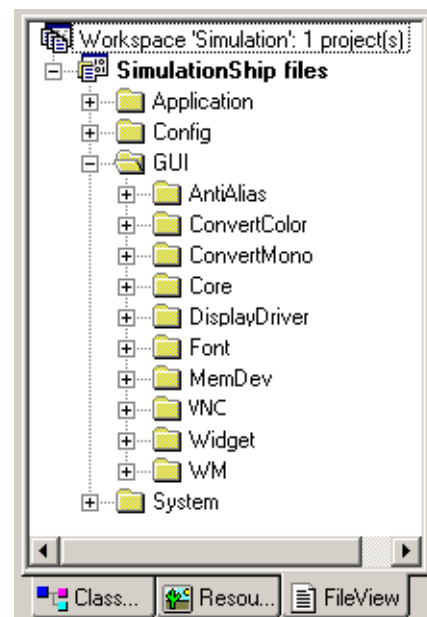 Workspace 'Simulation': 1 project(s)
SimulationShip files
Application
Config
GUI
AntiAlias
ConvertColor
ConvertMono
Core
DisplayDriver
Font
MemDev
VNC
Widget
WM
System
Class... Resou... FileView